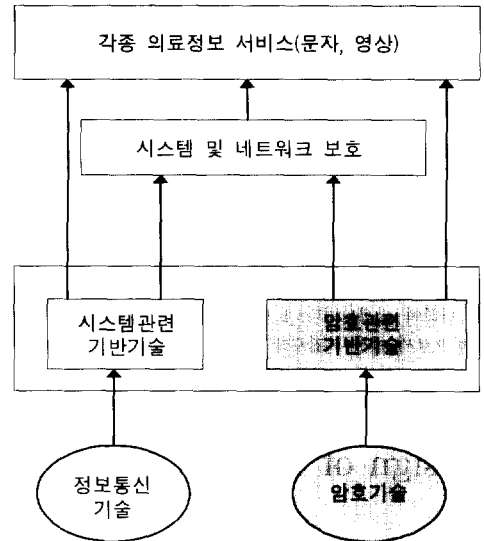 각종 의료정보 서비스(문자, 영상)
시스템 및 네트워크 보호
시스템관련
기반기술
암호관련
기반기술
정보통신
기술
암호기술